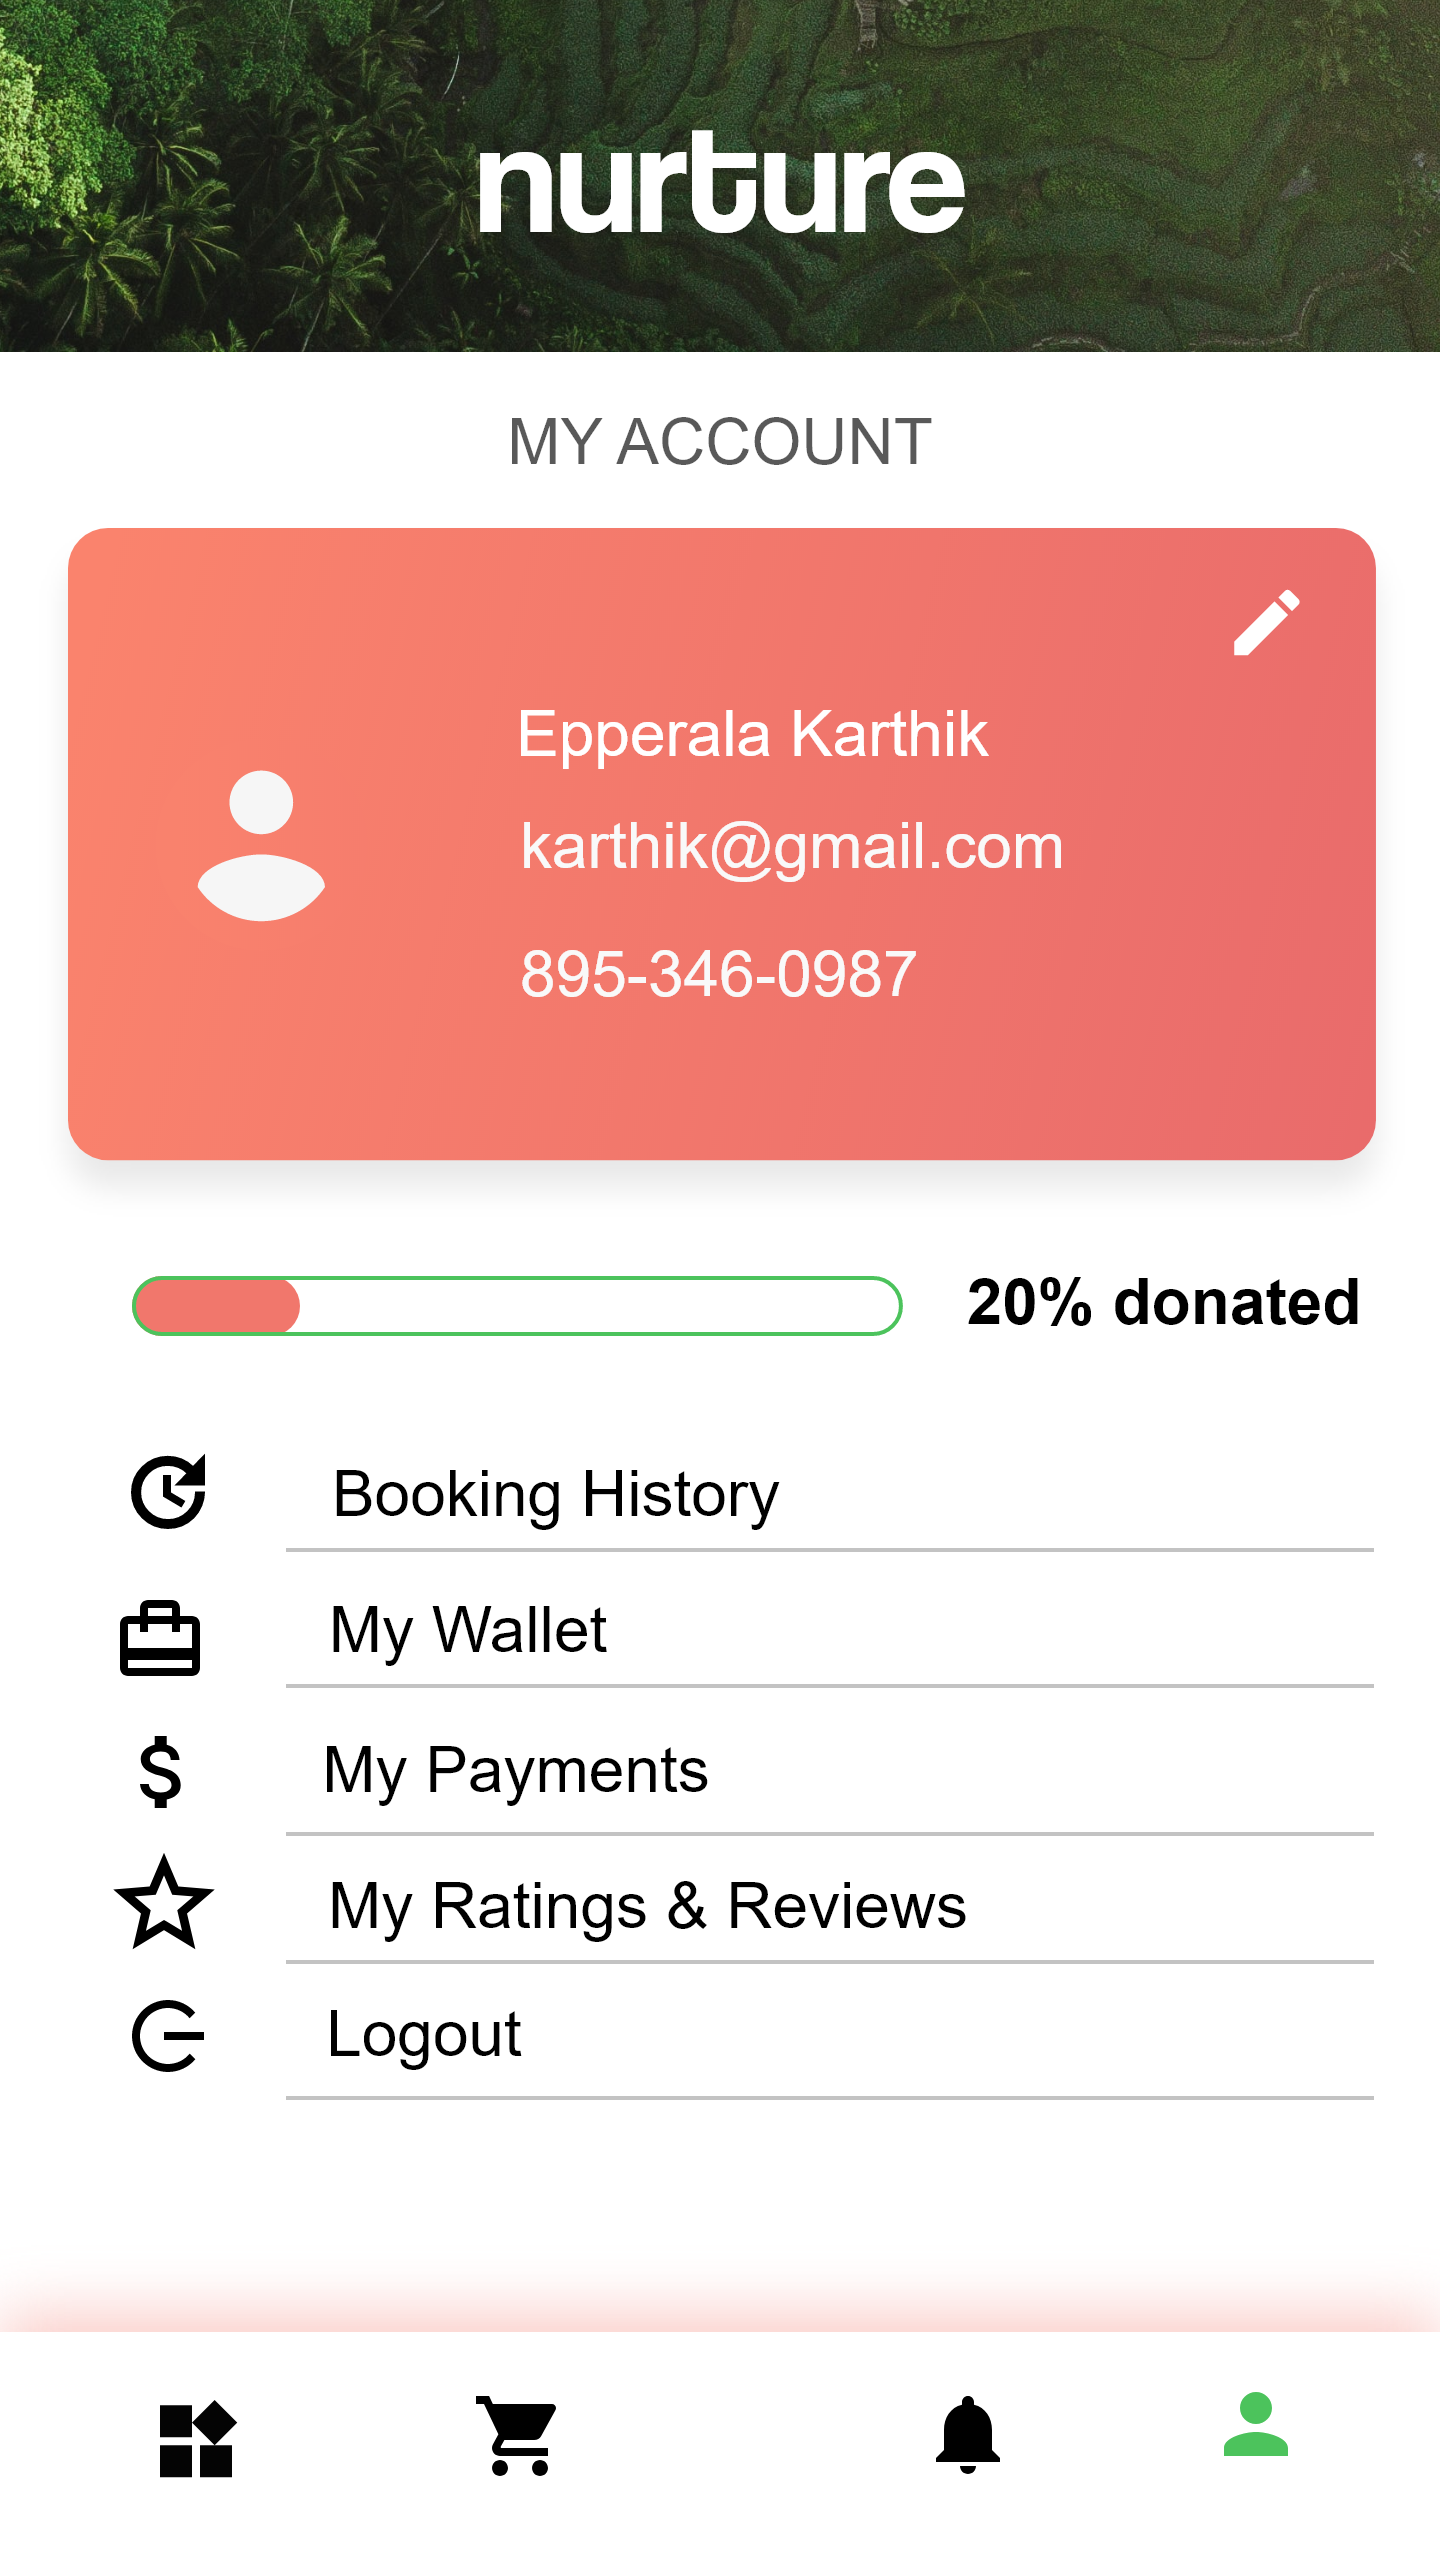 nurture
MY ACCOUNT
Epperala Karthik
karthik@gmail.com
895-346-0987
20% donated
Booking History
My Wallet
My Payments
My Ratings & Reviews
Logout